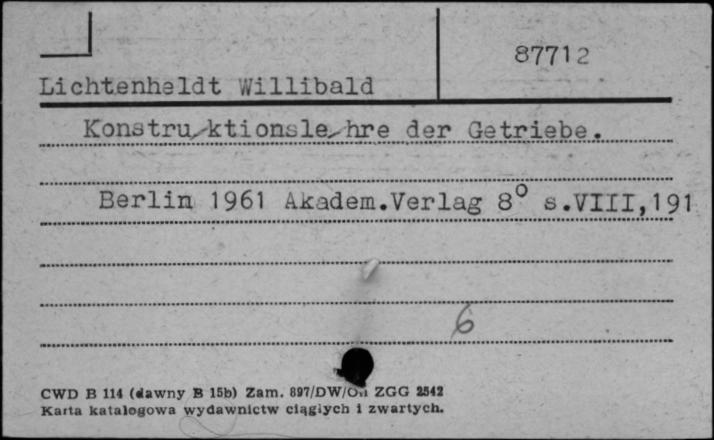 87712
Lichtenheldt Willibald
Konstruktionslehre der Getriebe.
Berlin 1961 Akadem.Verlag 8° s.VIII,191
6
CWD B 114 (dawny B 15b) Zam. 897/DW/On ZGG 2542
Karta katalogowa wydawnictw ciągłych i zwartych.